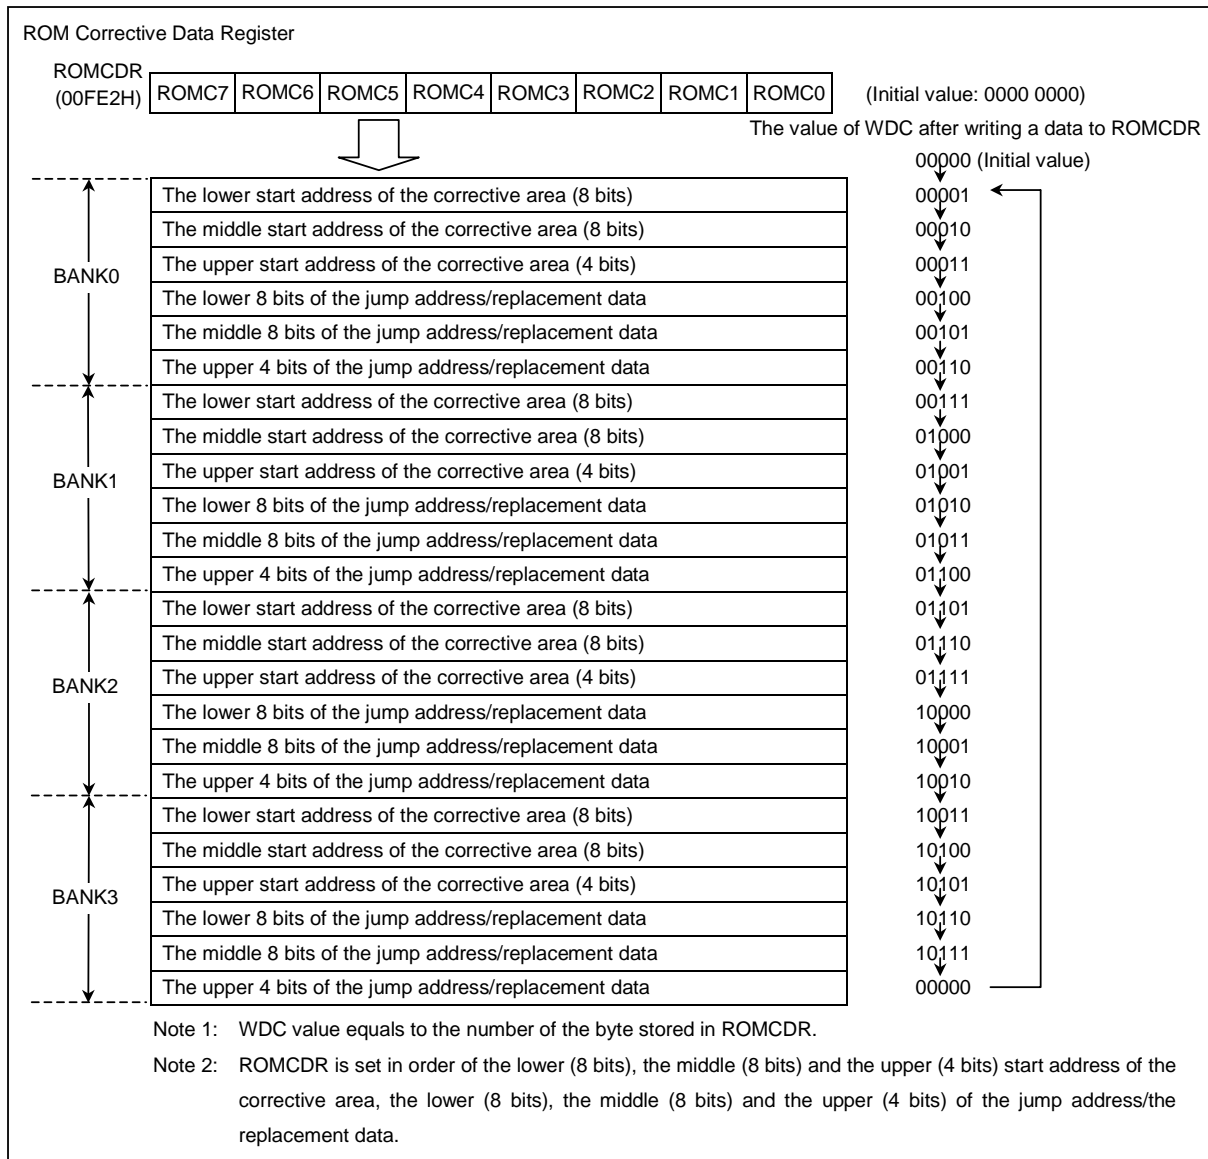 ROM Corrective Data Register
ROMCDR
(00FE2H)
ROMC7 ROMC6 ROMC5 ROMC4 ROMC3 ROMC2 ROMC1 ROMC0
(Initial value: 0000 0000)
The value of WDC after writing a data to ROMCDR
00000 (Initial value)
The lower start address of the corrective area (8 bits) 00001
The middle start address of the corrective area (8 bits) 00010
BANK0
The upper start address of the corrective area (4 bits) 00011
The lower 8 bits of the jump address/replacement data 00100
The middle 8 bits of the jump address/replacement data 00101
The upper 4 bits of the jump address/replacement data 00110
The lower start address of the corrective area (8 bits) 00111
The middle start address of the corrective area (8 bits) 01000
BANK1
The upper start address of the corrective area (4 bits) 01001
The lower 8 bits of the jump address/replacement data 01010
The middle 8 bits of the jump address/replacement data 01011
The upper 4 bits of the jump address/replacement data 01100
The lower start address of the corrective area (8 bits) 01101
The middle start address of the corrective area (8 bits) 01110
BANK2
The upper start address of the corrective area (4 bits) 01111
The lower 8 bits of the jump address/replacement data 10000
The middle 8 bits of the jump address/replacement data 10001
The upper 4 bits of the jump address/replacement data 10010
The lower start address of the corrective area (8 bits) 10011
The middle start address of the corrective area (8 bits) 10100
BANK3
The upper start address of the corrective area (4 bits) 10101
The lower 8 bits of the jump address/replacement data 10110
The middle 8 bits of the jump address/replacement data 10111
The upper 4 bits of the jump address/replacement data 00000
Note 1: WDC value equals to the number of the byte stored in ROMCDR.
Note 2: ROMCDR is set in order of the lower (8 bits), the middle (8 bits) and the upper (4 bits) start address of the
corrective area, the lower (8 bits), the middle (8 bits) and the upper (4 bits) of the jump address/the
replacement data.